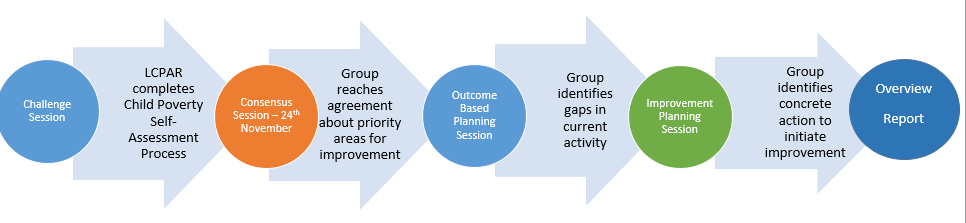 Challenge
Session
LCPAR
completes
Child Poverty
Self-
Assessment
Process
Consensus
Session – 24th
November
Group
reaches
agreement
about priority
areas for
improvement
Outcome
Based
Planning
Session
Group
identifies
gaps in
current
activity
Improvement
Planning
Session
Group
identifies
concrete
action to
initiate
improvement
Overview
Report